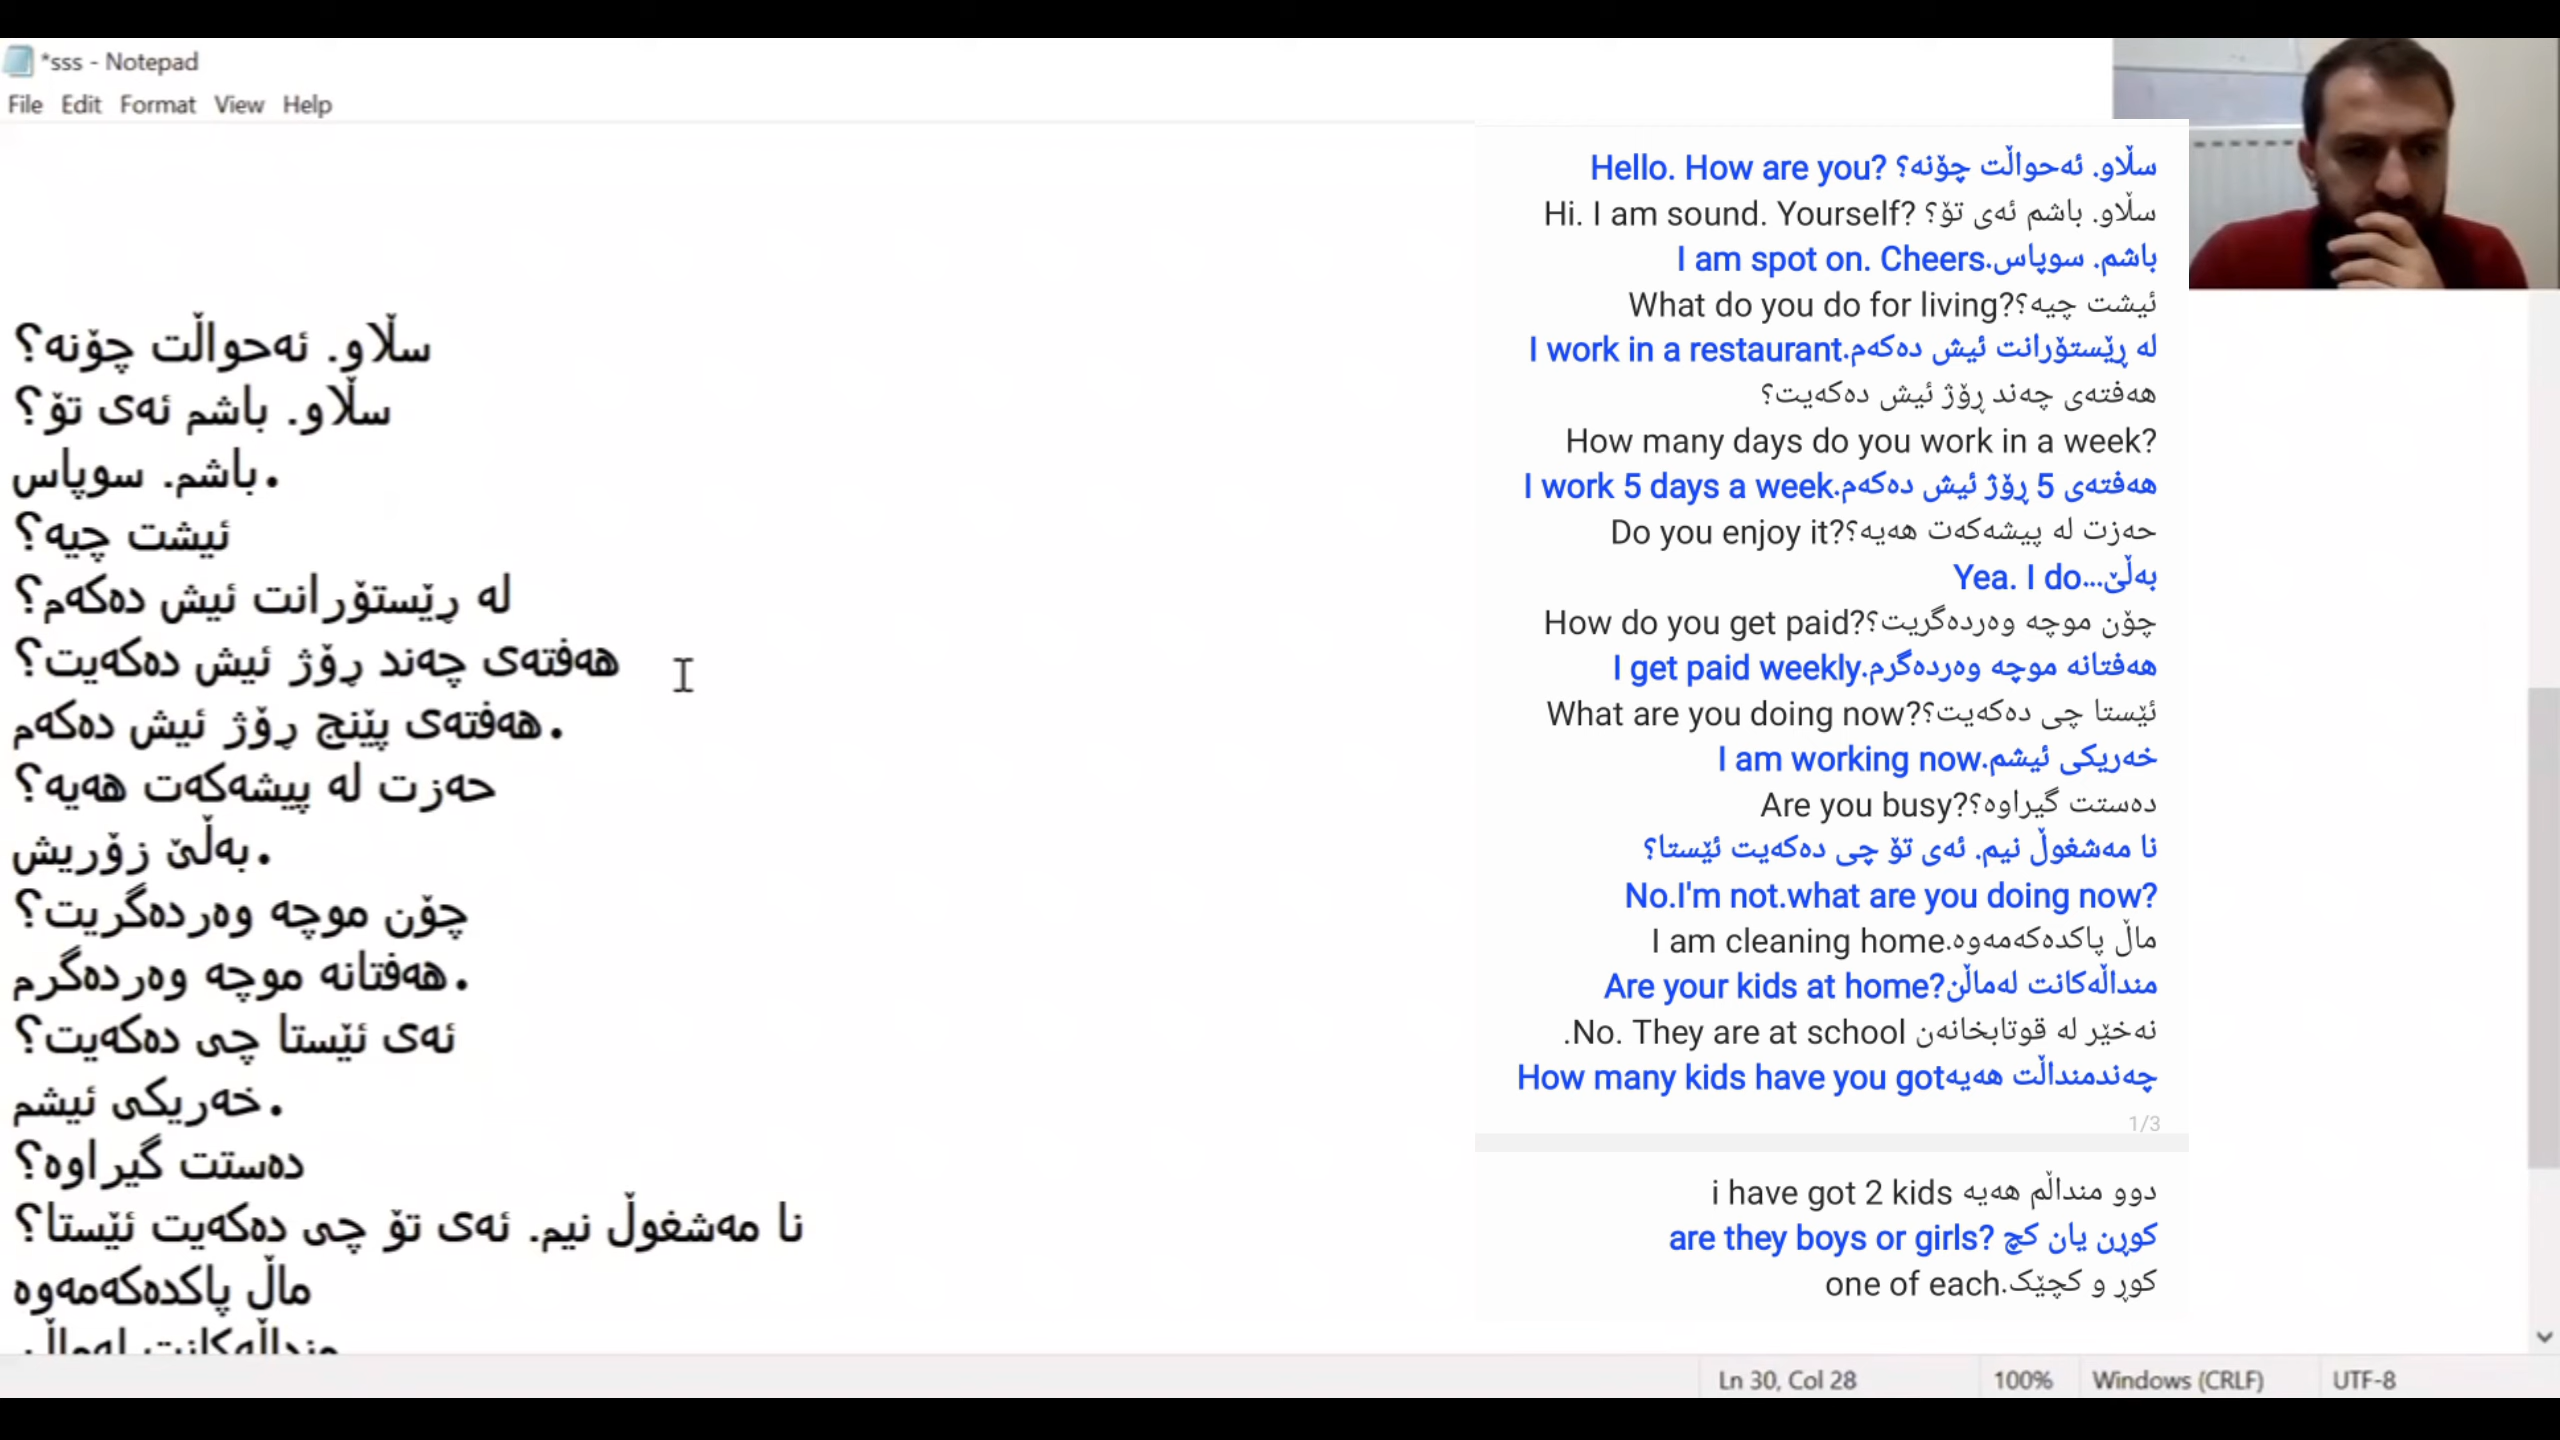 *sss - Notepad
File Edit Format View Help
سڵاو. ئەحواڵت چۆنە؟
سڵاو. باشم ئەی تۆ؟
باشم. سوپاس.
ئیشت چیە؟
لە ڕێستۆرانت ئیش دەکەم؟
هەفتەی چەند ڕۆژ ئیش دەکەیت؟
هەفتەی پێنج ڕۆژ ئیش دەکەم.
حەزت لە پیشەکەت هەیە؟
بەڵێ زۆریش.
چۆن موچە وەردەگریت؟
هەفتانە موچە وەردەگرم.
ئەی ئێستا چی دەکەیت؟
خەریکی ئیشم.
دەستت گیراوە؟
نا مەشغوڵ نیم. ئەی تۆ چی دەکەیت ئێستا؟
ماڵ پاکدەکەمەوە
سڵاو. ئەحواڵت چۆنە؟ Hello. How are you?
سڵاو. باشم ئەی تۆ؟ Hi. I am sound. Yourself?
باشم. سوپاس.I am spot on. Cheers
ئیشت چیە؟What do you do for living?
لە ڕێستۆرانت ئیش دەکەم.I work in a restaurant
هەفتەی چەند ڕۆژ ئیش دەکەیت؟
How many days do you work in a week?
هەفتەی 5 ڕۆژ ئیش دەکەم.I work 5 days a week
حەزت لە پیشەکەت هەیە؟Do you enjoy it?
بەڵێ...Yea. I do
چۆن موچە وەردەگریت؟How do you get paid?
هەفتانە موچە وەردەگرم.I get paid weekly
ئێستا چی دەکەیت؟What are you doing now?
خەریکی ئیشم.I am working now
دەستت گیراوە؟Are you busy?
نا مەشغوڵ نیم. ئەی تۆ چی دەکەیت ئێستا؟
No.I'm not.what are you doing now?
ماڵ پاکدەکەمەوە.I am cleaning home
منداڵەکانت لەماڵن?Are your kids at home
نەخێر لە قوتابخانەن No. They are at school.
چەندمنداڵت هەیەHow many kids have you got
1/3
دوو منداڵم هەیە i have got 2 kids
کوڕن یان کچ are they boys or girls?
کوڕ و کچێک.one of each
Ln 30, Col 28 100% Windows (CRLF) UTF-8